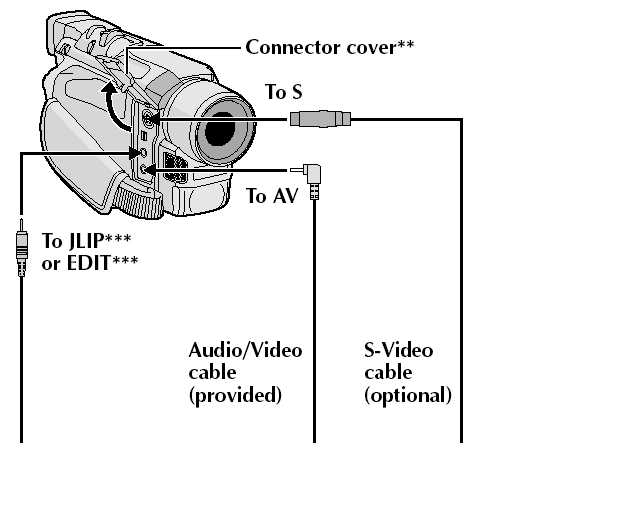 Connector cover**
To S
To AV
To JLIP***
or EDIT***
Audio/Video
cable
(provided)
S-Video
cable
(optional)